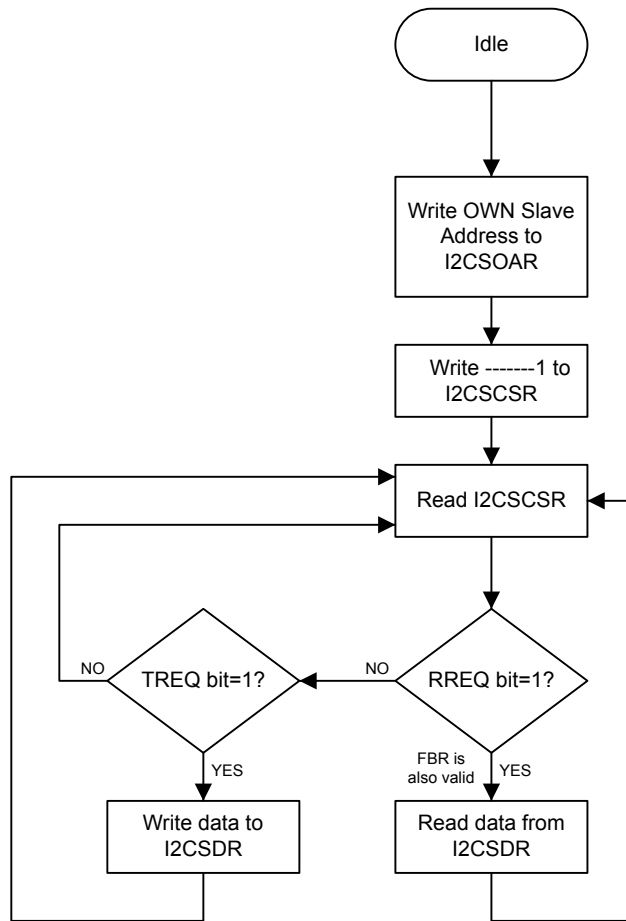 Idle
Write OWN Slave
Address to
I2CSOAR
Write -------1 to
I2CSCSR
Read I2CSCSR
NO
TREQ bit=1?
NO
RREQ bit=1?
YES
FBR is
also valid
YES
Write data to
I2CSDR
Read data from
I2CSDR